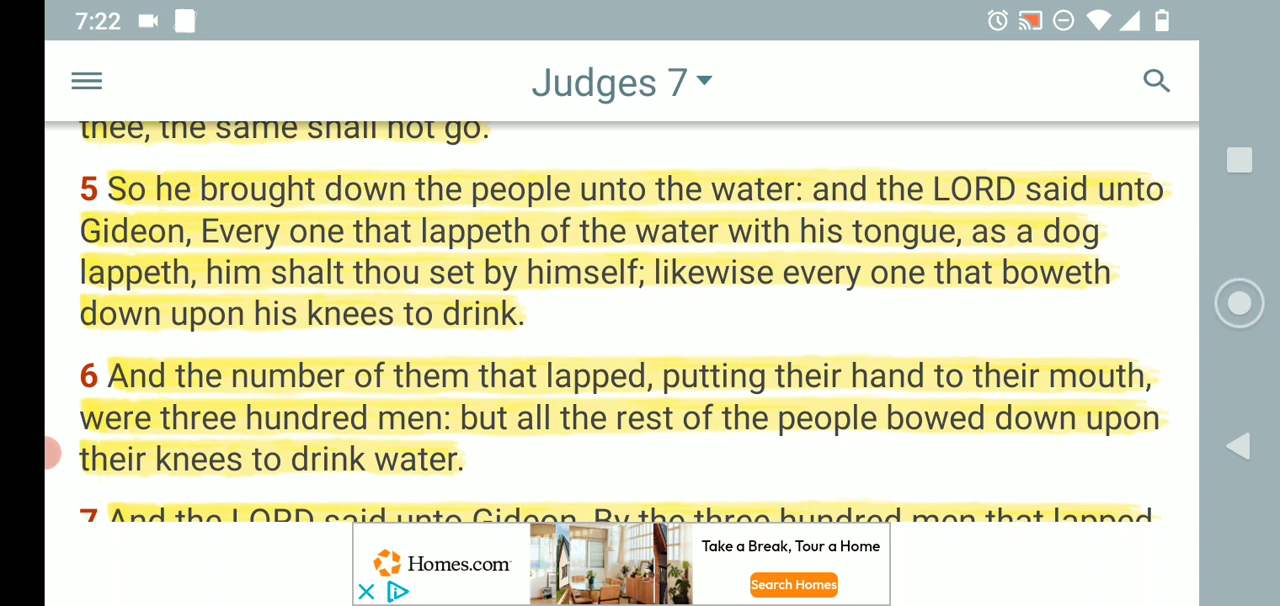 7:22
Judges 7
thee, the same shall not go.
5 So he brought down the people unto the water: and the LORD said unto
Gideon, Every one that lappeth of the water with his tongue, as a dog
lappeth, him shalt thou set by himself; likewise every one that boweth
down upon his knees to drink.
6 And the number of them that lapped, putting their hand to their mouth,
were three hundred men: but all the rest of the people bowed down upon
their knees to drink water.
7 And the LORD said unto Gideon, By the three hundred men that lapped
Homes.com
Take a Break, Tour a Home
Search Homes